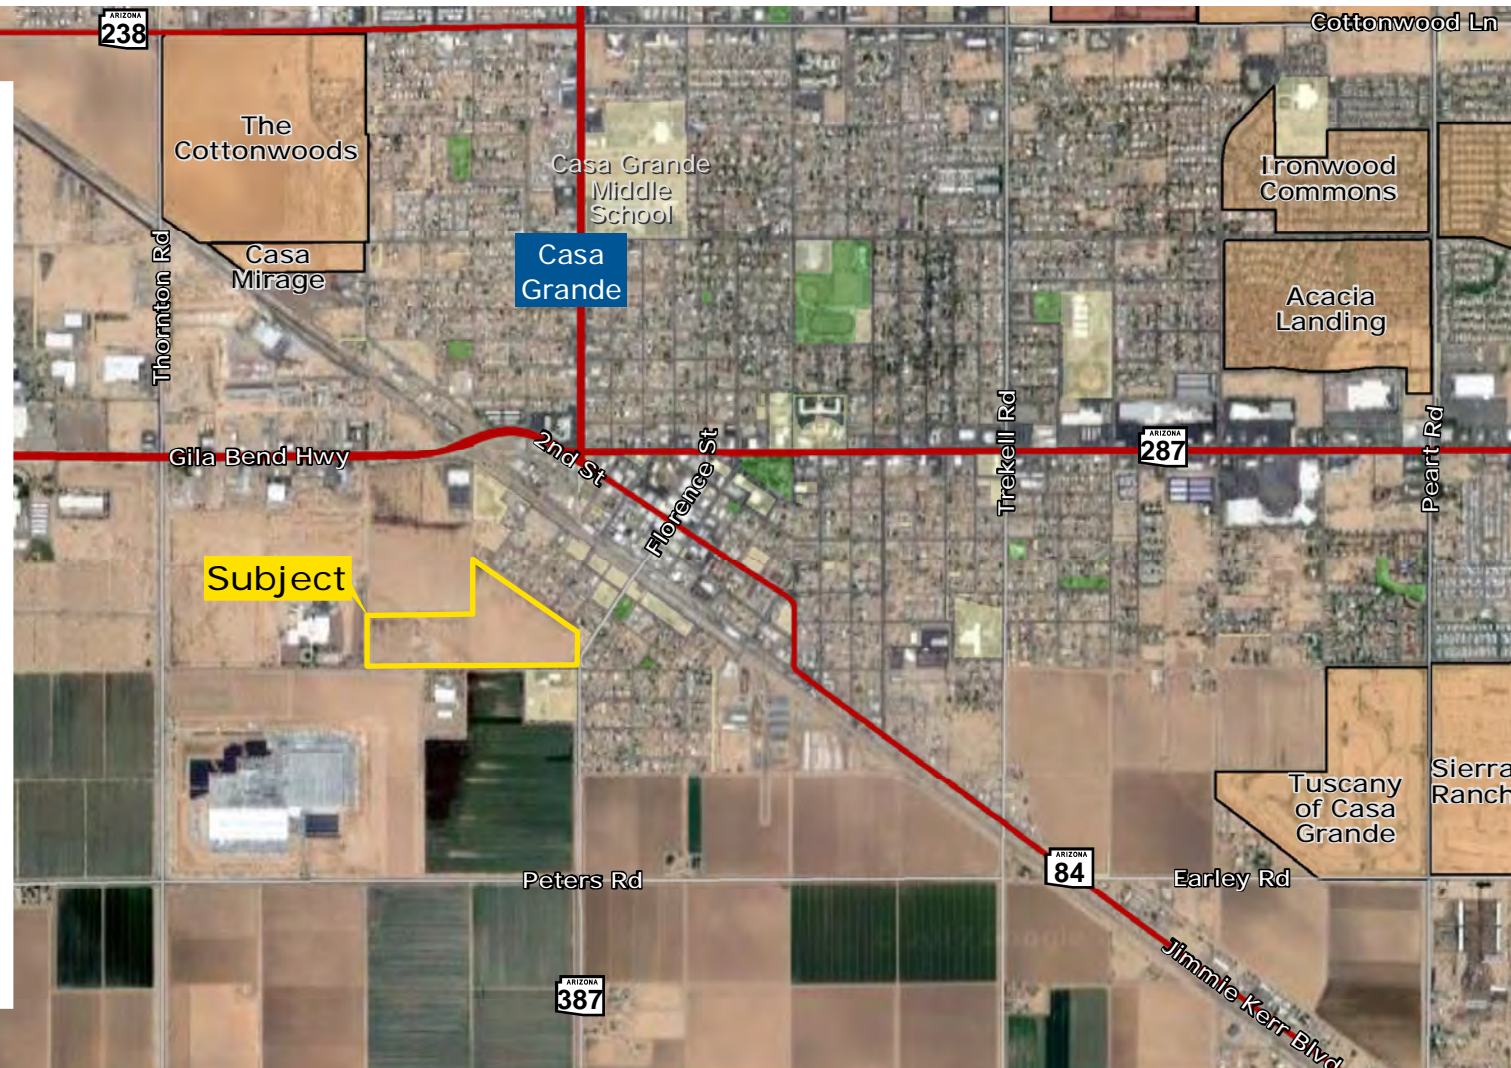 ARIZONA
238
Cottonwood Ln
The
Cottonwoods
Casa Grande
Middle
School
Ironwood
Commons
Thornton Rd
Casa
Mirage
Casa
Grande
Acacia
Landing
Gila Bend Hwy
2nd St
Florence St
Trekell Rd
ARIZONA
287
Peart Rd
Subject
Tuscany
of Casa
Grande
Sierra
Ranch
Peters Rd
ARIZONA
84
Earley Rd
ARIZONA
387
Jimmie Kerr Blvd